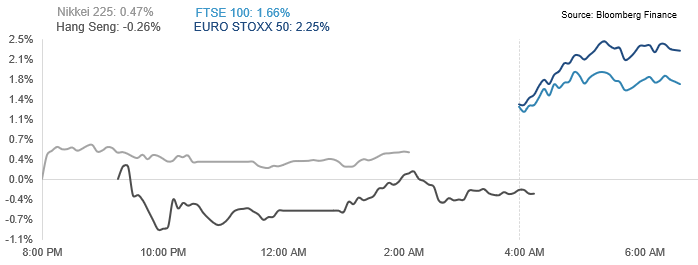 Nikkei 225: 0.47%
FTSE 100: 1.66%
Source: Bloomberg Finance
Hang Seng: -0.26%
EURO STOXX 50: 2.25%
2.5%
2.1%
1.8%
1.4%
1.1%
0.7%
0.4%
-0.0%
-0.4%
-0.7%
-1.1%
8:00 PM
10:00 PM
12:00 AM
2:00 AM
4:00 AM
6:00 AM